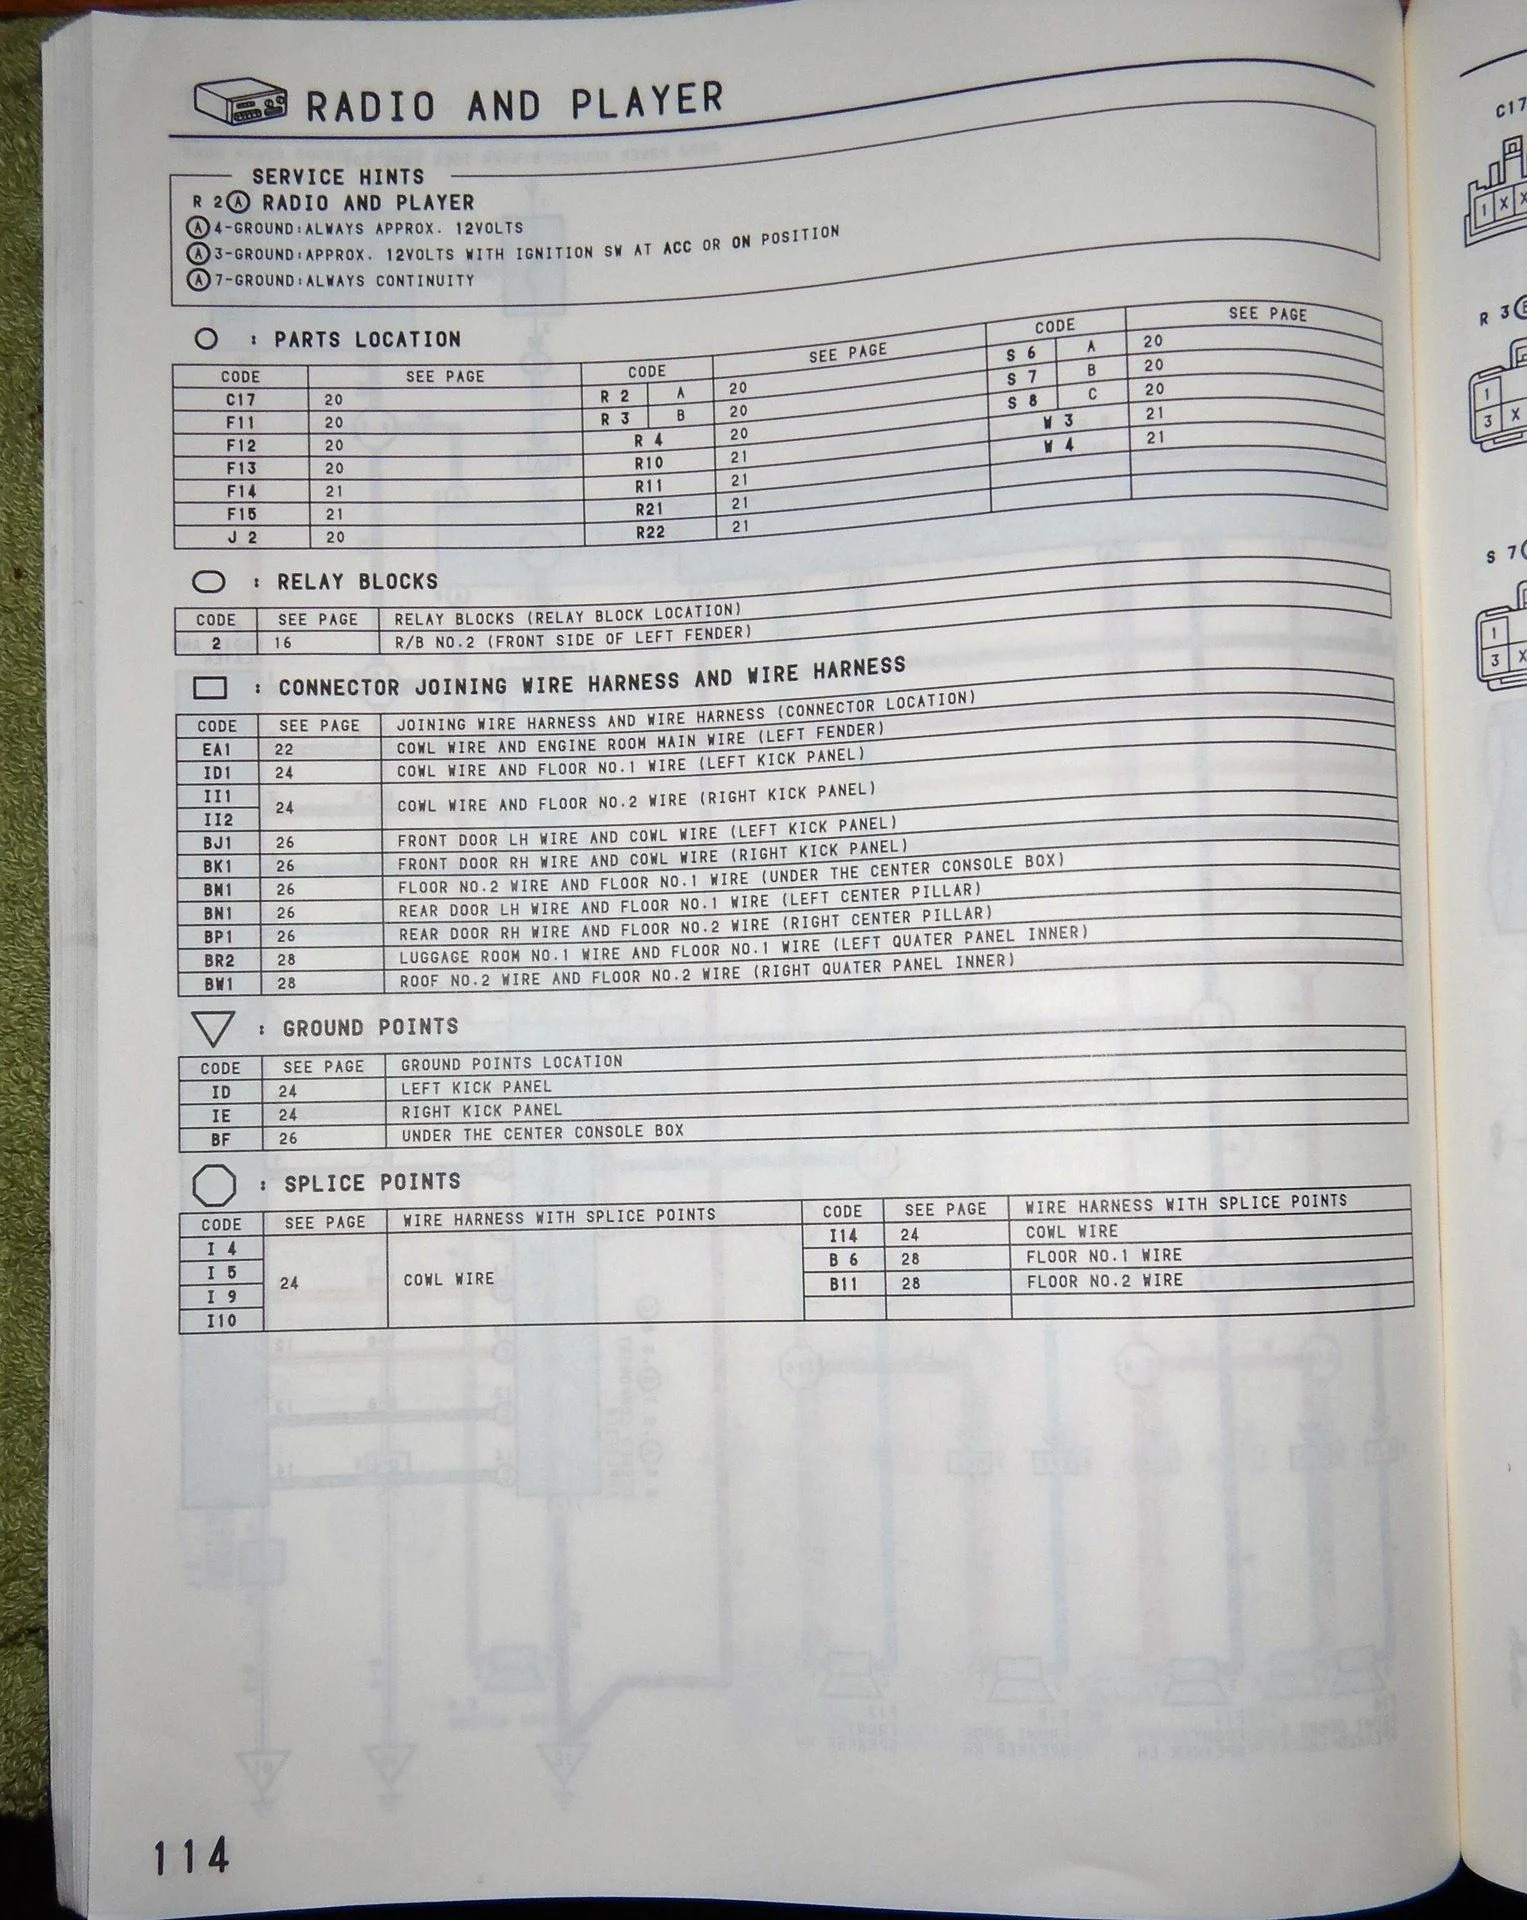 RADIO AND PLAYER
SERVICE HINTS
R 2 A RADIO AND PLAYER
A 4-GROUND:ALWAYS APPROX. 12VOLTS
A 3-GROUND:APPROX. 12VOLTS WITH IGNITION SW AT ACC OR ON POSITION
A 7-GROUND:ALWAYS CONTINUITY
: PARTS LOCATION
CODE SEE PAGE CODE SEE PAGE CODE SEE PAGE
C17 20 R 2 A 20 S 6 A 20
F11 20 R 3 B 20 S 7 B 20
F12 20 R 4 20 S 8 C 20
F13 20 R10 21 W 3 21
F14 21 R11 21 W 4 21
F15 21 R21 21
J 2 20 R22 21
: RELAY BLOCKS
CODE SEE PAGE RELAY BLOCKS (RELAY BLOCK LOCATION)
2 16 R/B NO.2 (FRONT SIDE OF LEFT FENDER)
: CONNECTOR JOINING WIRE HARNESS AND WIRE HARNESS
CODE SEE PAGE JOINING WIRE HARNESS AND WIRE HARNESS (CONNECTOR LOCATION)
EA1 22 COWL WIRE AND ENGINE ROOM MAIN WIRE (LEFT FENDER)
ID1 24 COWL WIRE AND FLOOR NO.1 WIRE (LEFT KICK PANEL)
II1
24 COWL WIRE AND FLOOR NO.2 WIRE (RIGHT KICK PANEL)
II2
BJ1 26 FRONT DOOR LH WIRE AND COWL WIRE (LEFT KICK PANEL)
BK1 26 FRONT DOOR RH WIRE AND COWL WIRE (RIGHT KICK PANEL)
BM1 26 FLOOR NO.2 WIRE AND FLOOR NO.1 WIRE (UNDER THE CENTER CONSOLE BOX)
BN1 26 REAR DOOR LH WIRE AND FLOOR NO.1 WIRE (LEFT CENTER PILLAR)
BP1 26 REAR DOOR RH WIRE AND FLOOR NO.2 WIRE (RIGHT CENTER PILLAR)
BR2 28 LUGGAGE ROOM NO.1 WIRE AND FLOOR NO.1 WIRE (LEFT QUATER PANEL INNER)
BW1 28 ROOF NO.2 WIRE AND FLOOR NO.2 WIRE (RIGHT QUATER PANEL INNER)
: GROUND POINTS
CODE SEE PAGE GROUND POINTS LOCATION
ID 24 LEFT KICK PANEL
IE 24 RIGHT KICK PANEL
BF 26 UNDER THE CENTER CONSOLE BOX
: SPLICE POINTS
CODE SEE PAGE WIRE HARNESS WITH SPLICE POINTS CODE SEE PAGE WIRE HARNESS WITH SPLICE POINTS
I 4 I14 24 COWL WIRE
I 5 24 COWL WIRE B 6 28 FLOOR NO.1 WIRE
I 9 B11 28 FLOOR NO.2 WIRE
I10
114
C17
1 X X
R 3
1
3 X
S 7
1
3 X